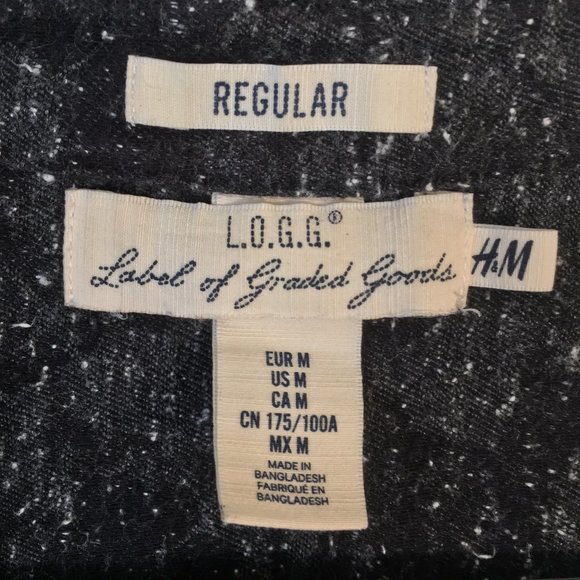 REGULAR
L.O.G.G.®
Label of Graded Goods
H&M
EUR M
US M
CA M
CN 175/100A
MX M
MADE IN
BANGLADESH
FABRIQUÉ EN
BANGLADESH